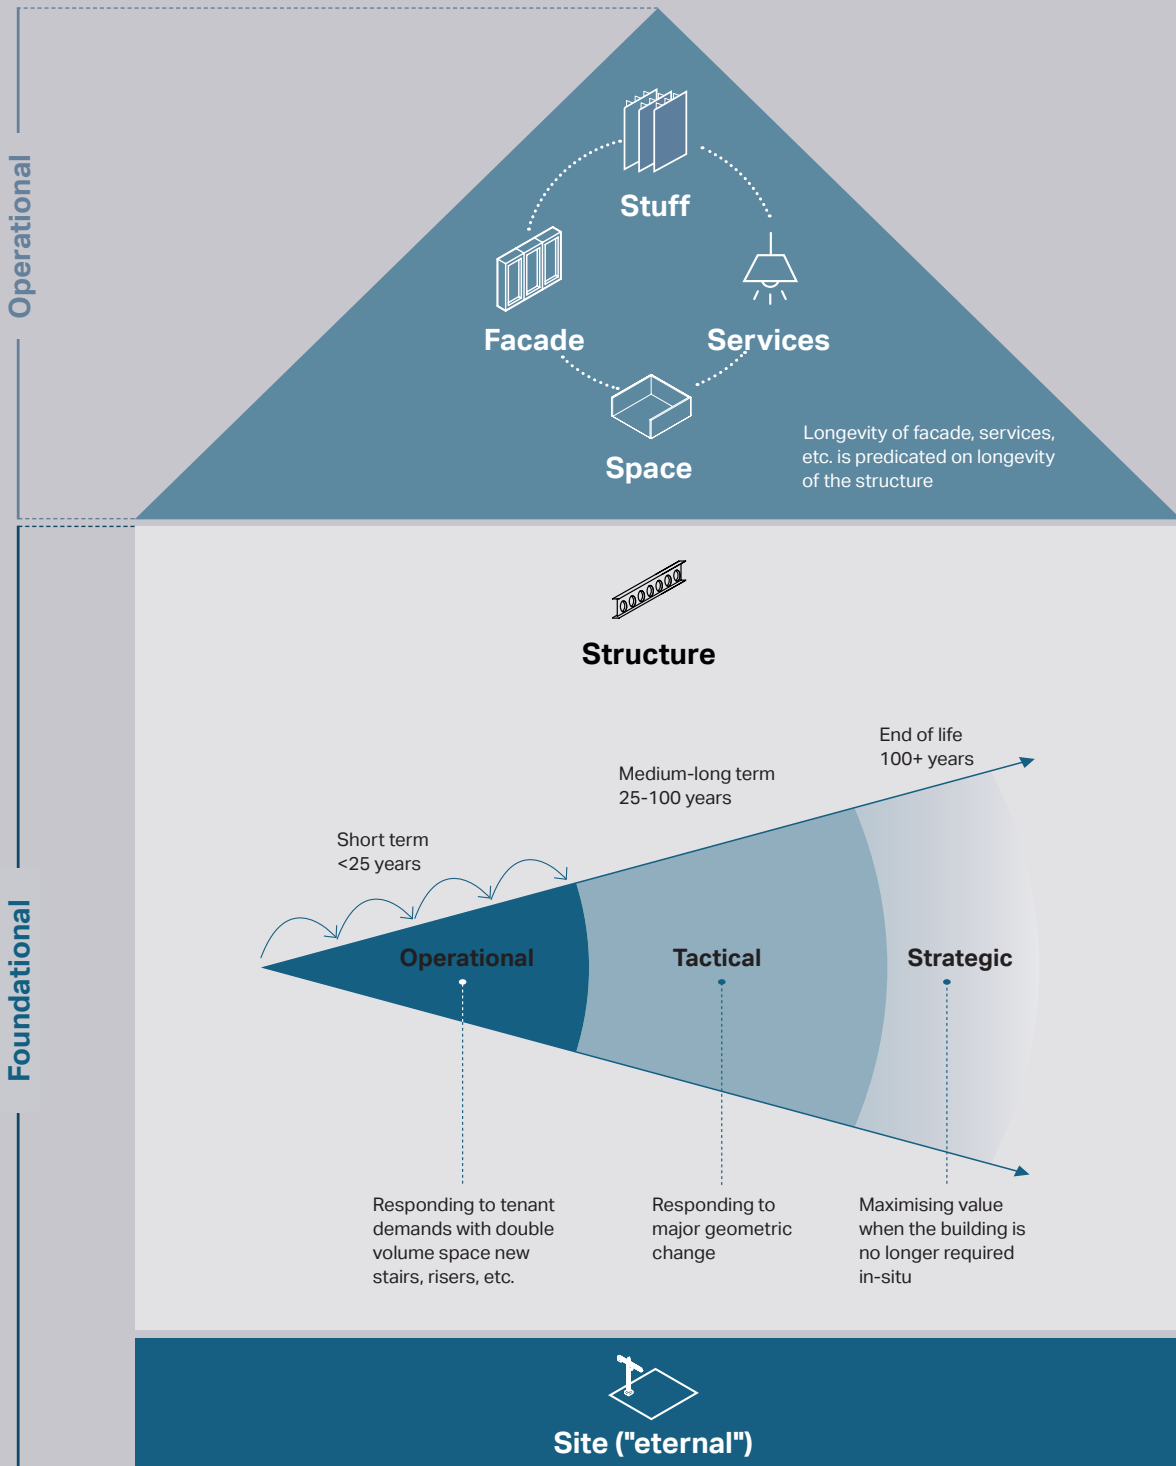 Operational
Stuff
Facade
Services
Space
Longevity of facade, services,
etc. is predicated on longevity
of the structure
Foundational
Structure
Short term
<25 years
Medium-long term
25-100 years
End of life
100+ years
Operational
Tactical
Strategic
Responding to tenant
demands with double
volume space new
stairs, risers, etc.
Responding to
major geometric
change
Maximising value
when the building is
no longer required
in-situ
Site ("eternal")